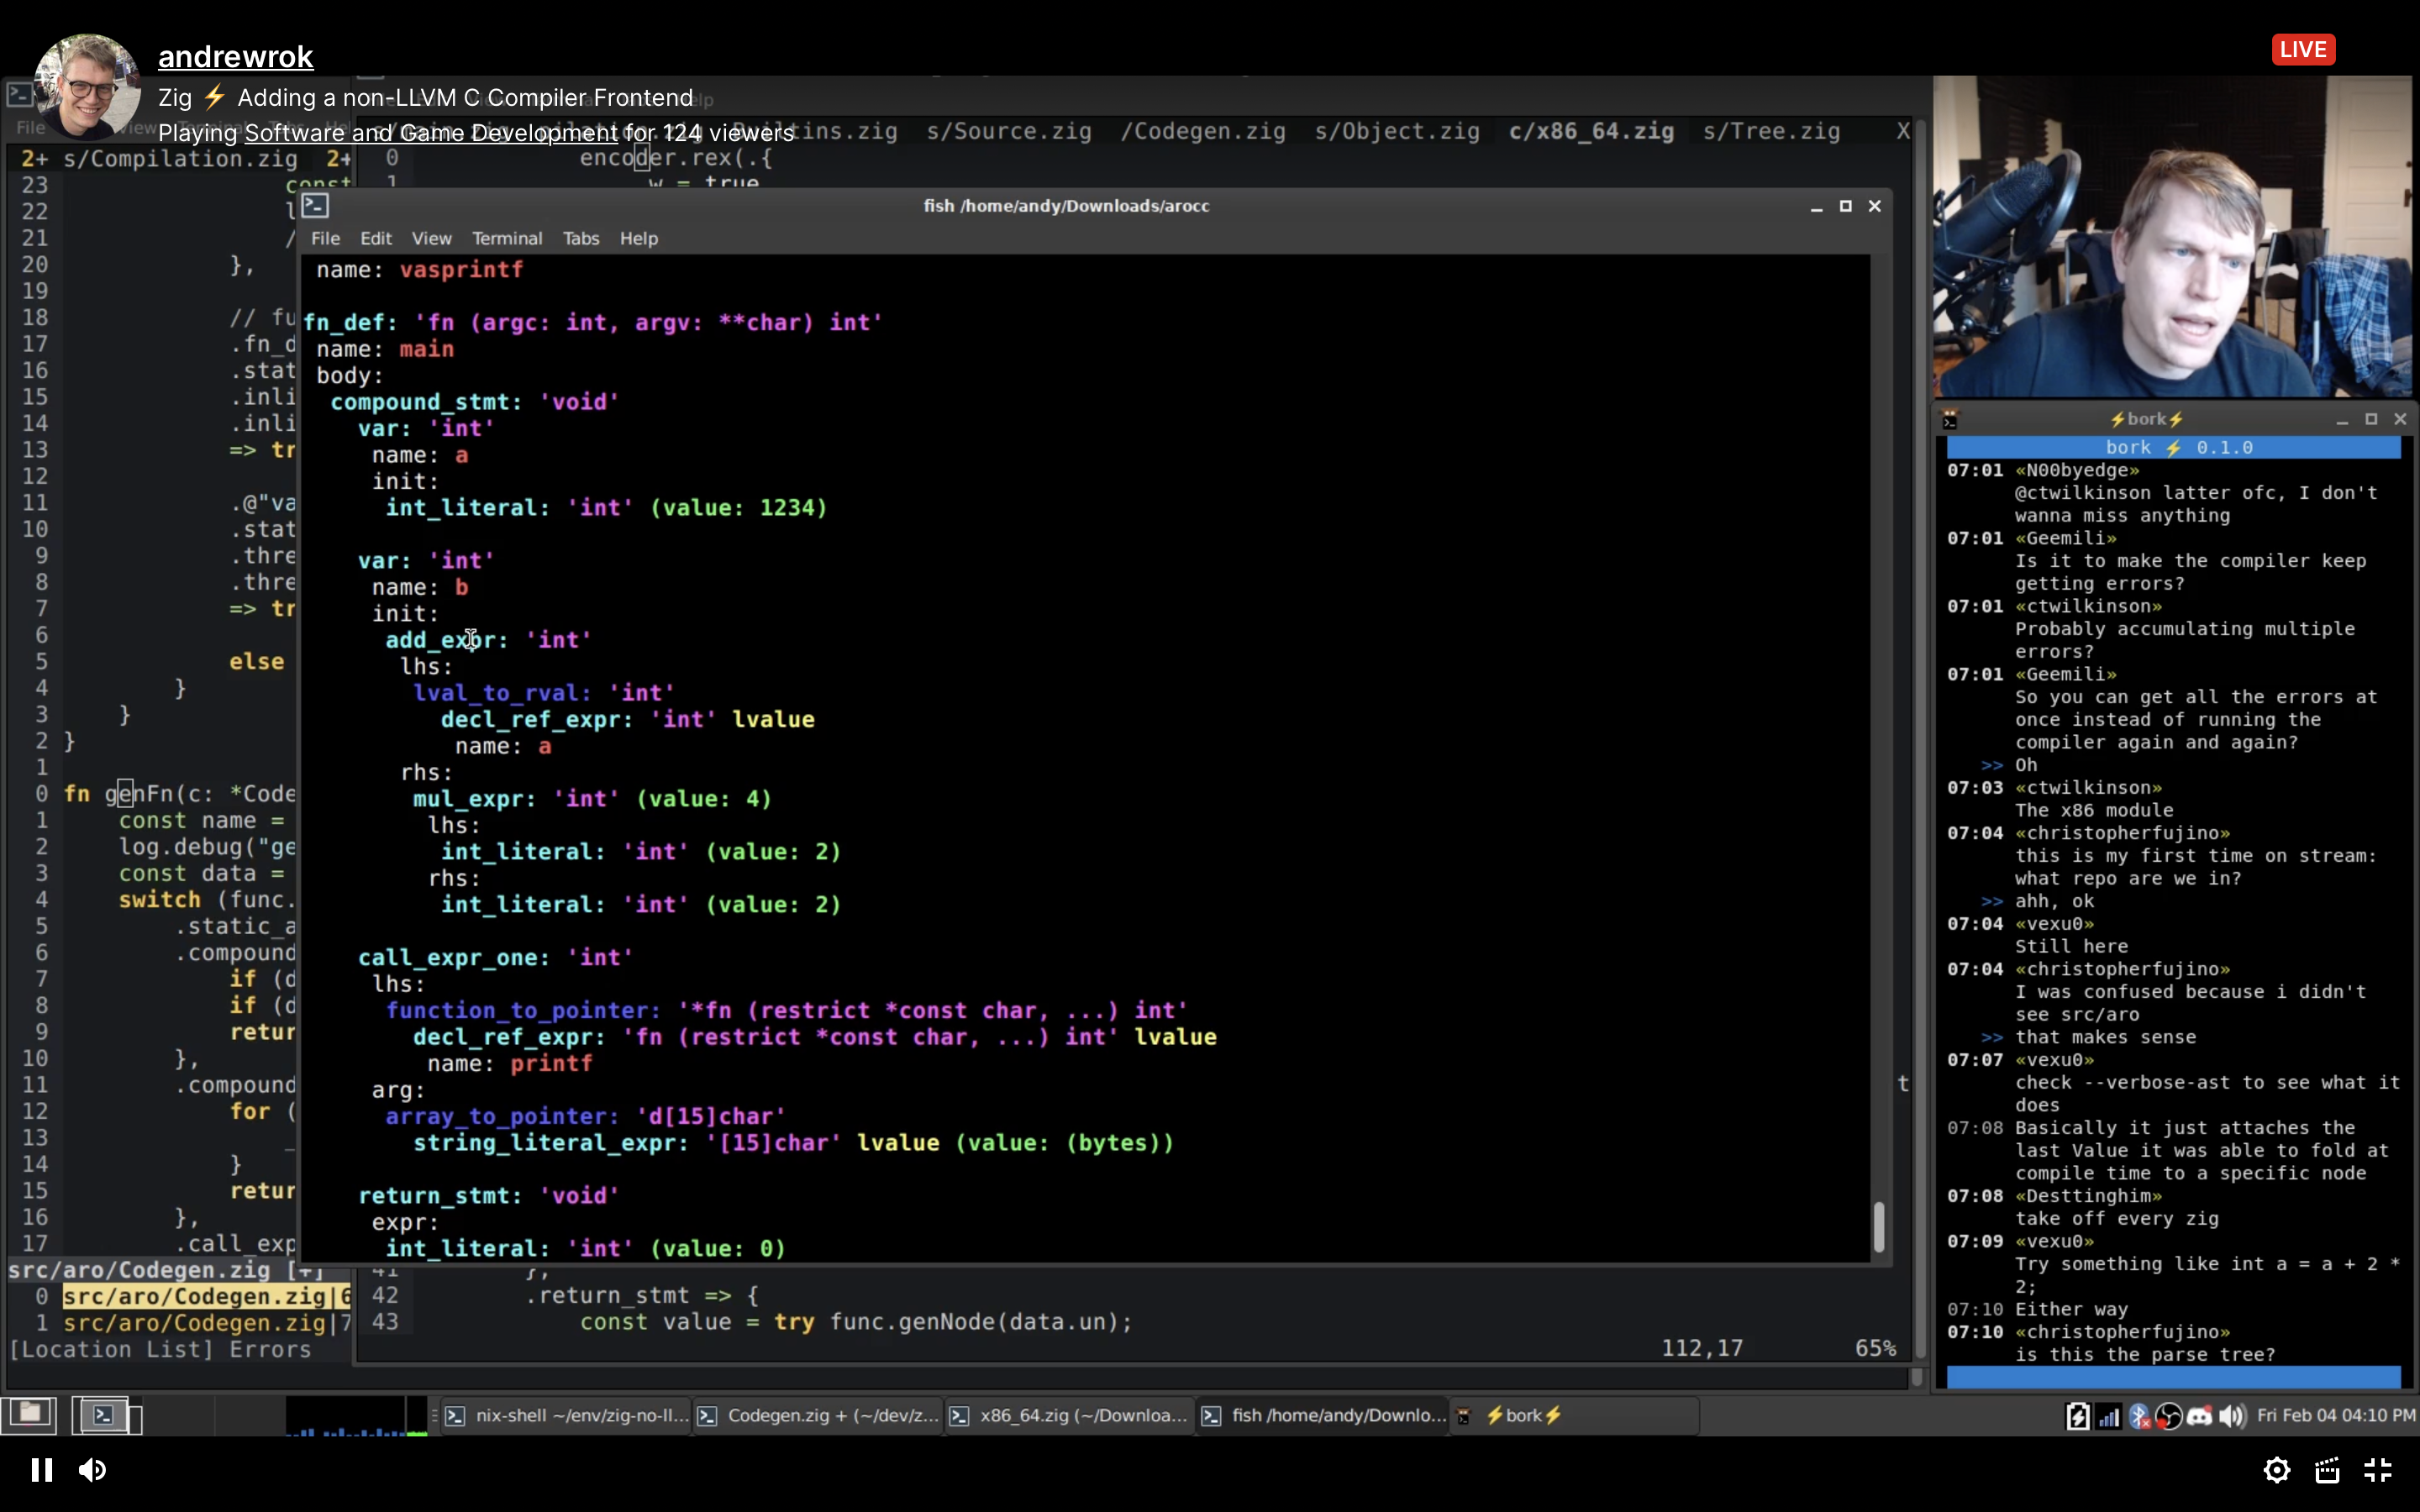 andrewrok
LIVE
Zig ⚡ Adding a non-LLVM C Compiler Frontend
Playing Software and Game Development for 124 viewers
2+ s/Compilation.zig 2+
23 const
22
21 /
20 },
19
18 // fu
17 .fn_d
16 .stat
15 .inli
14 .inli
13 => tr
12
11 .@"va
10 .stat
9 .thre
8 .thre
7 => tr
6
5 else
4 }
3 }
2 }
1
0 fn genFn(c: *Code
1 const name =
2 log.debug("ge
3 const data =
4 switch (func.
5 .static_a
6 .compound
7 if (d
8 if (d
9 retur
10 },
11 .compound
12 for (
13 _
14 }
15 retur
16 },
17 .call_exp
src/aro/Codegen.zig [+]
0 src/aro/Codegen.zig|6
1 src/aro/Codegen.zig|7
[Location List] Errors
s/Source.zig /Codegen.zig s/Object.zig c/x86_64.zig s/Tree.zig X
0 encoder.rex(.{
1 w = true
fish /home/andy/Downloads/arocc
File Edit View Terminal Tabs Help
name: vasprintf
fn_def: 'fn (argc: int, argv: **char) int'
name: main
body:
compound_stmt: 'void'
var: 'int'
name: a
init:
int_literal: 'int' (value: 1234)
var: 'int'
name: b
init:
add_expr: 'int'
lhs:
lval_to_rval: 'int'
decl_ref_expr: 'int' lvalue
name: a
rhs:
mul_expr: 'int' (value: 4)
lhs:
int_literal: 'int' (value: 2)
rhs:
int_literal: 'int' (value: 2)
call_expr_one: 'int'
lhs:
function_to_pointer: '*fn (restrict *const char, ...) int'
decl_ref_expr: 'fn (restrict *const char, ...) int' lvalue
name: printf
arg:
array_to_pointer: 'd[15]char'
string_literal_expr: '[15]char' lvalue (value: (bytes))
return_stmt: 'void'
expr:
int_literal: 'int' (value: 0)
41 },
42 .return_stmt => {
43 const value = try func.genNode(data.un);
112,17 65%
⚡bork⚡
bork ⚡ 0.1.0
07:01 «N00byedge»
@ctwilkinson latter ofc, I don't
wanna miss anything
07:01 «Geemili»
Is it to make the compiler keep
getting errors?
07:01 «ctwilkinson»
Probably accumulating multiple
errors?
07:01 «Geemili»
So you can get all the errors at
once instead of running the
compiler again and again?
>> Oh
07:03 «ctwilkinson»
The x86 module
07:04 «christopherfujino»
this is my first time on stream:
what repo are we in?
>> ahh, ok
07:04 «vexu0»
Still here
07:04 «christopherfujino»
I was confused because i didn't
see src/aro
>> that makes sense
07:07 «vexu0»
check --verbose-ast to see what it
does
07:08 Basically it just attaches the
last Value it was able to fold at
compile time to a specific node
07:08 «Desttinghim»
take off every zig
07:09 «vexu0»
Try something like int a = a + 2 *
2;
07:10 Either way
07:10 «christopherfujino»
is this the parse tree?
nix-shell ~/env/zig-no-ll... Codegen.zig + (~/dev/z... x86_64.zig (~/Downloa... fish /home/andy/Downlo... ⚡bork⚡
Fri Feb 04 04:10 PM